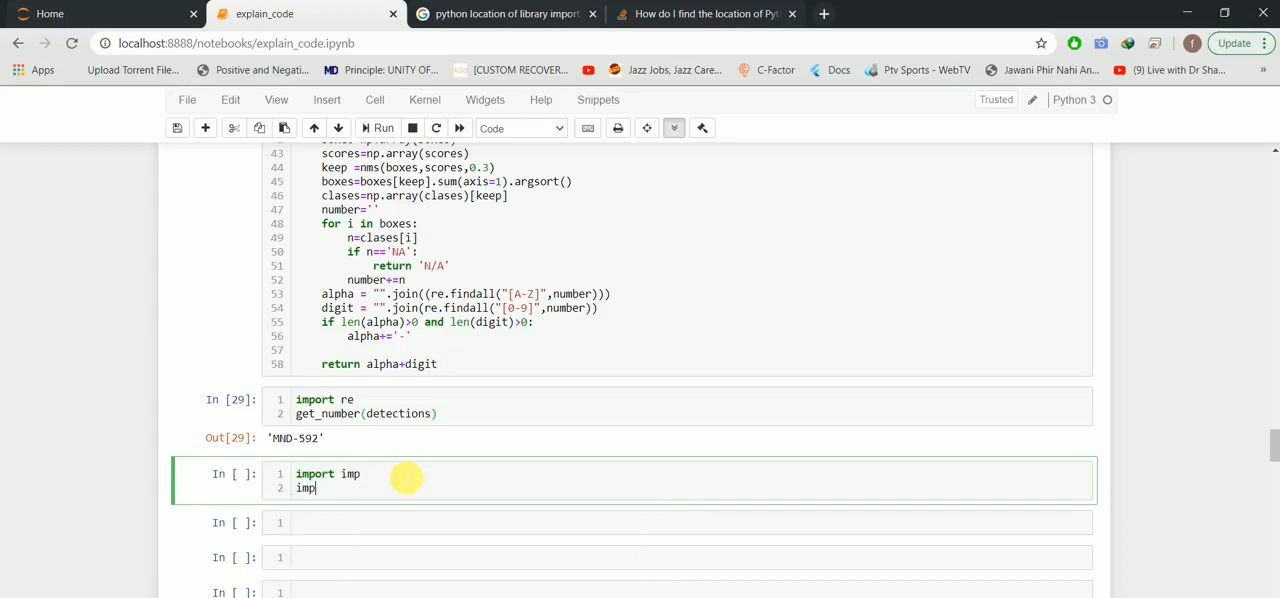 Home
explain_code
python location of library import
How do I find the location of Pyt
localhost:8888/notebooks/explain_code.ipynb
f
Update
Apps
Upload Torrent File...
Positive and Negati...
MD Principle: UNITY OF...
[CUSTOM RECOVER...
Jazz Jobs, Jazz Care...
C-Factor
Docs
Ptv Sports - WebTV
Jawani Phir Nahi An...
(9) Live with Dr Sha...
»
File Edit View Insert Cell Kernel Widgets Help Snippets
Trusted
Python 3
Run
Code
43 scores=np.array(scores)
44 keep =nms(boxes,scores,0.3)
45 boxes=boxes[keep].sum(axis=1).argsort()
46 clases=np.array(clases)[keep]
47 number=''
48 for i in boxes:
49 n=clases[i]
50 if n=='NA':
51 return 'N/A'
52 number+=n
53 alpha = "".join((re.findall("[A-Z]",number)))
54 digit = "".join(re.findall("[0-9]",number))
55 if len(alpha)>0 and len(digit)>0:
56 alpha+='-'
57
58 return alpha+digit
In [29]: 1 import re
2 get_number(detections)
Out[29]: 'MND-592'
In [ ]: 1 import imp
2 imp
In [ ]: 1
In [ ]: 1
In [ ]: 1